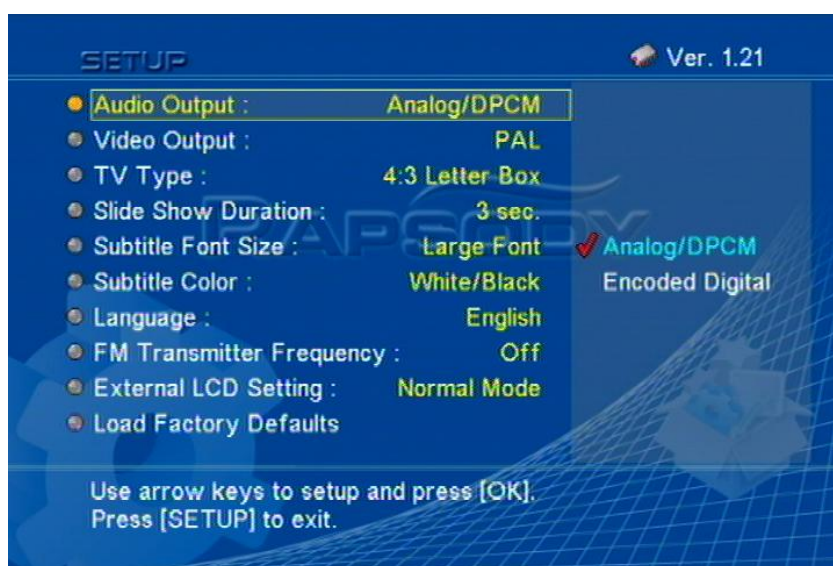 SETUP
Ver. 1.21
Audio Output : Analog/DPCM
Video Output : PAL
TV Type : 4:3 Letter Box
Slide Show Duration : 3 sec.
Subtitle Font Size : Large Font
Subtitle Color : White/Black
Language : English
FM Transmitter Frequency : Off
External LCD Setting : Normal Mode
Load Factory Defaults
Analog/DPCM
Encoded Digital
RAPSODY
Use arrow keys to setup and press [OK].
Press [SETUP] to exit.